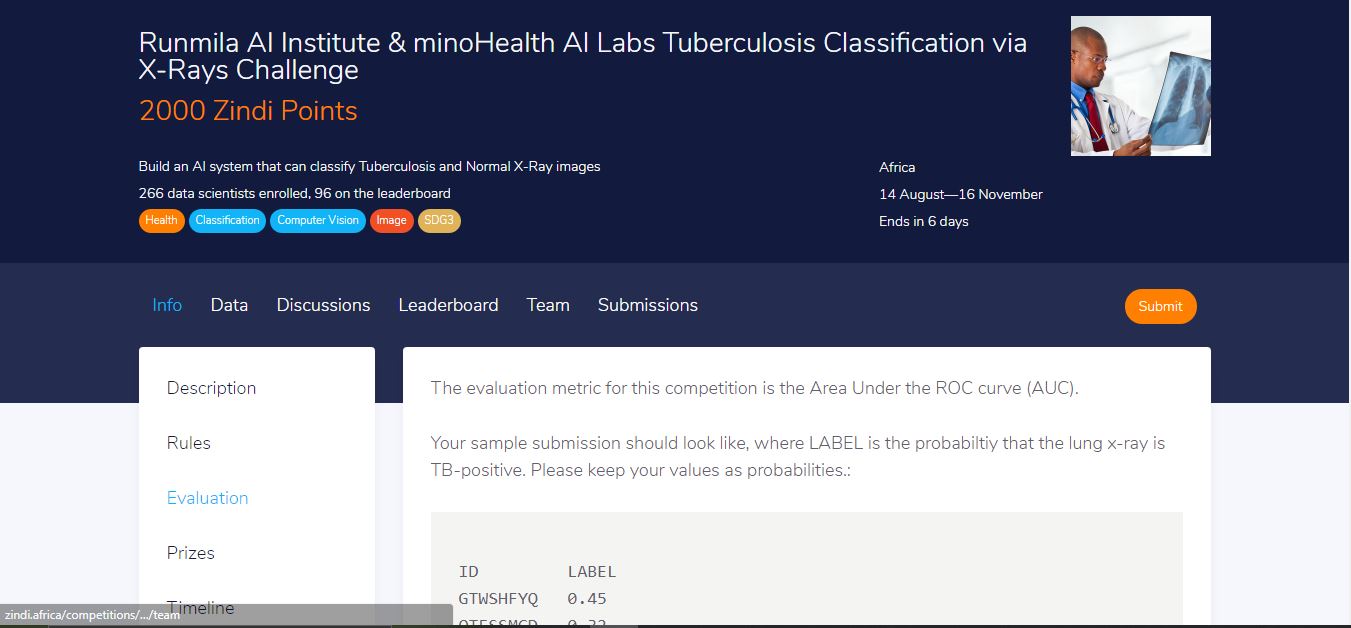 Runmila AI Institute & minoHealth AI Labs Tuberculosis Classification via
X-Rays Challenge
2000 Zindi Points
Build an AI system that can classify Tuberculosis and Normal X-Ray images
266 data scientists enrolled, 96 on the leaderboard
Health Classification Computer Vision Image SDG3
Africa
14 August—16 November
Ends in 6 days
Info Data Discussions Leaderboard Team Submissions Submit
Description
Rules
Evaluation
Prizes
Timeline
The evaluation metric for this competition is the Area Under the ROC curve (AUC).
Your sample submission should look like, where LABEL is the probabiltiy that the lung x-ray is
TB-positive. Please keep your values as probabilities.:
ID LABEL
GTWSHFYQ 0.45
0.32
zindi.africa/competitions/.../team